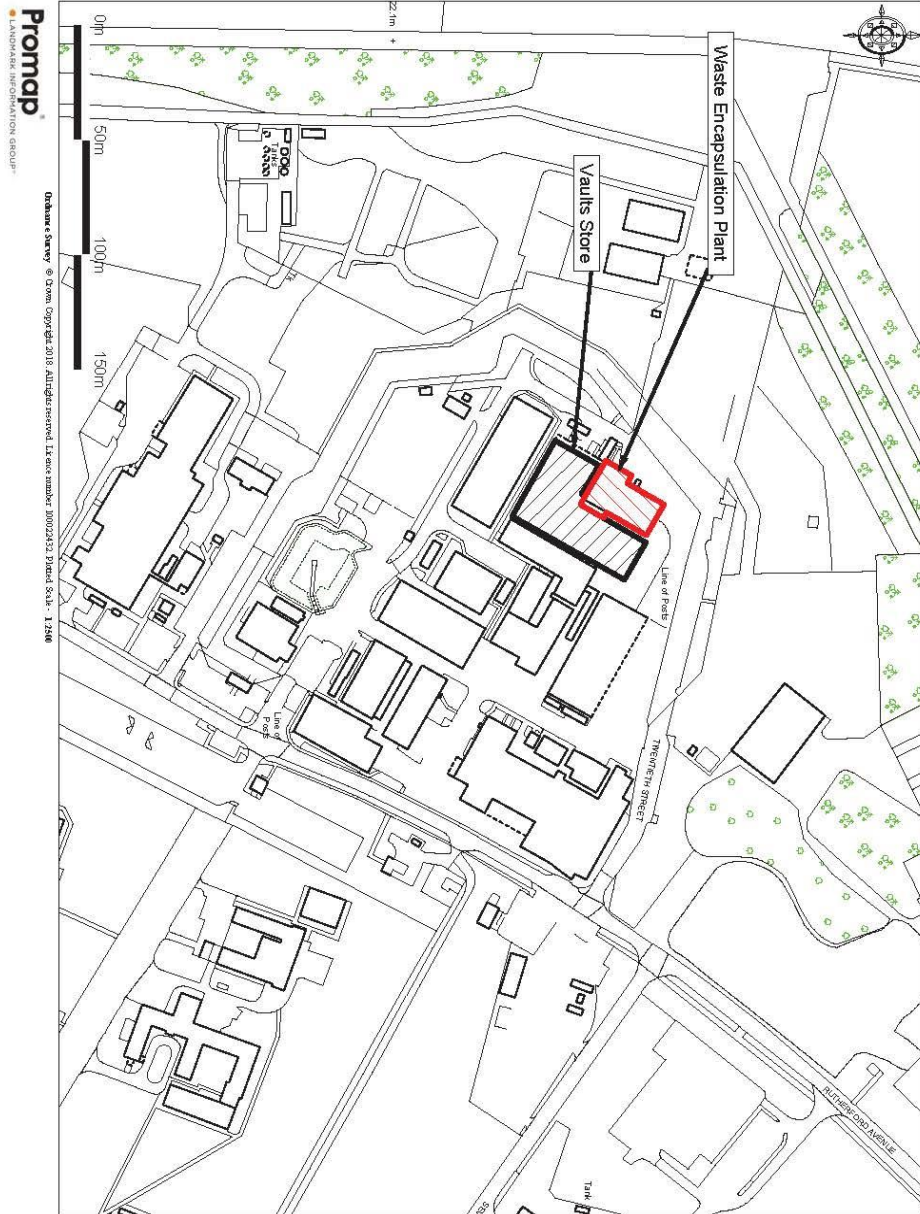 Waste Encapsulation Plant
Vaults Store
22.1m
Tanks
Tk
Line of Posts
TWENTIETH STREET
Line of
Posts
RUTHERFORD AVENUE
Tank
0m
50m
100m
150m
Promap
LANDMARK INFORMATION GROUP
Ordnance Survey © Crown Copyright 2018. All rights reserved. Licence number 100022432. Plotted Scale - 1:2500